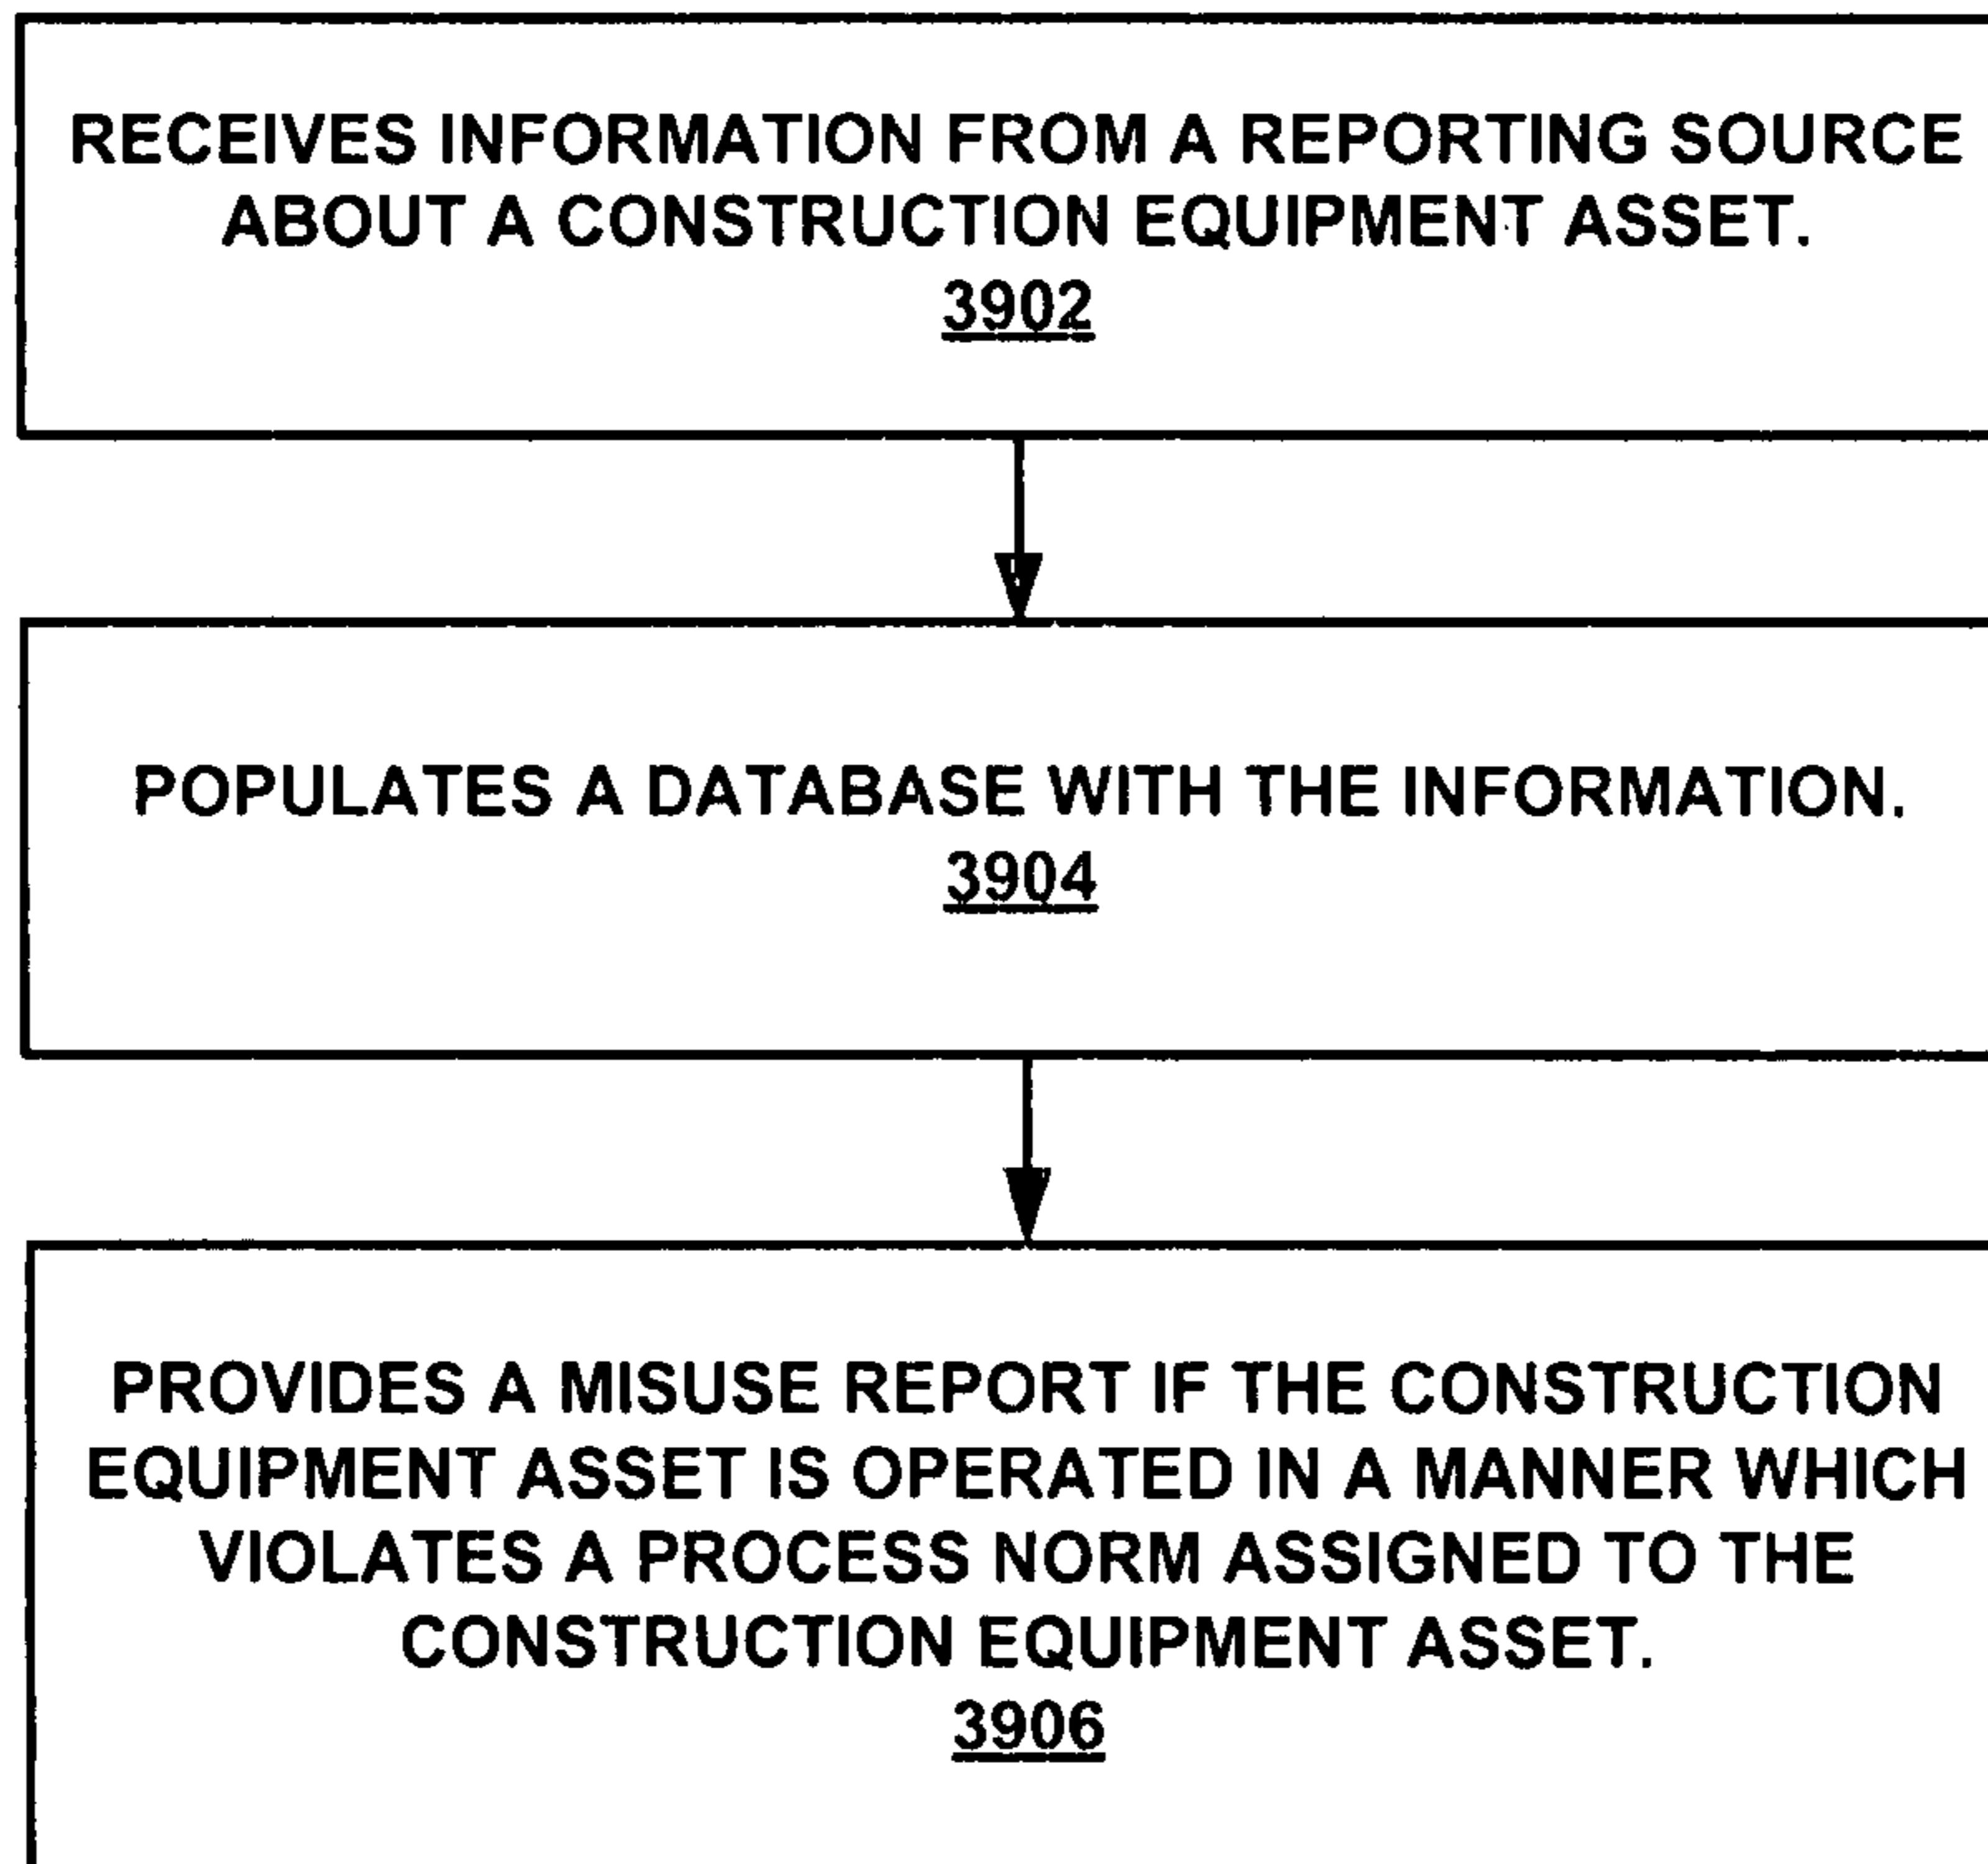 RECEIVES INFORMATION FROM A REPORTING SOURCE
ABOUT A CONSTRUCTION EQUIPMENT ASSET.
3902
POPULATES A DATABASE WITH THE INFORMATION.
3904
PROVIDES A MISUSE REPORT IF THE CONSTRUCTION
EQUIPMENT ASSET IS OPERATED IN A MANNER WHICH
VIOLATES A PROCESS NORM ASSIGNED TO THE
CONSTRUCTION EQUIPMENT ASSET.
3906